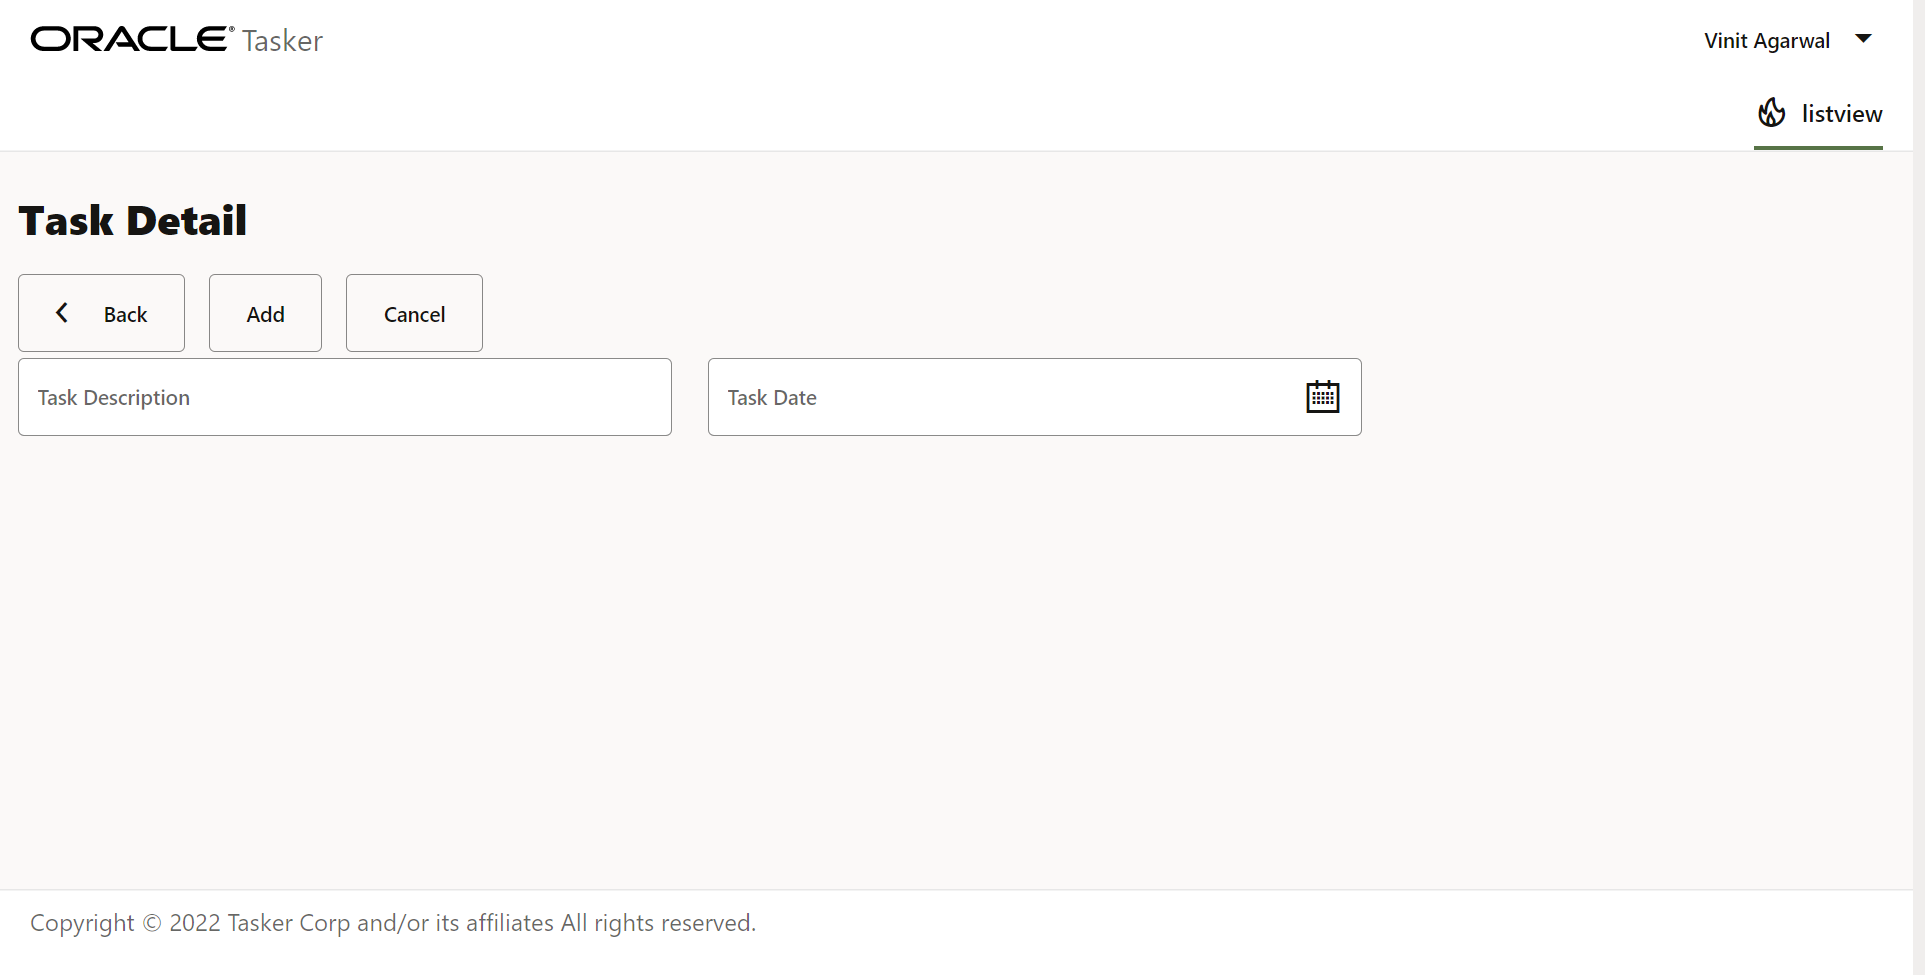 ORACLE® Tasker
Vinit Agarwal
listview
Task Detail
Back
Add
Cancel
Task Description
Task Date
Copyright © 2022 Tasker Corp and/or its affiliates All rights reserved.